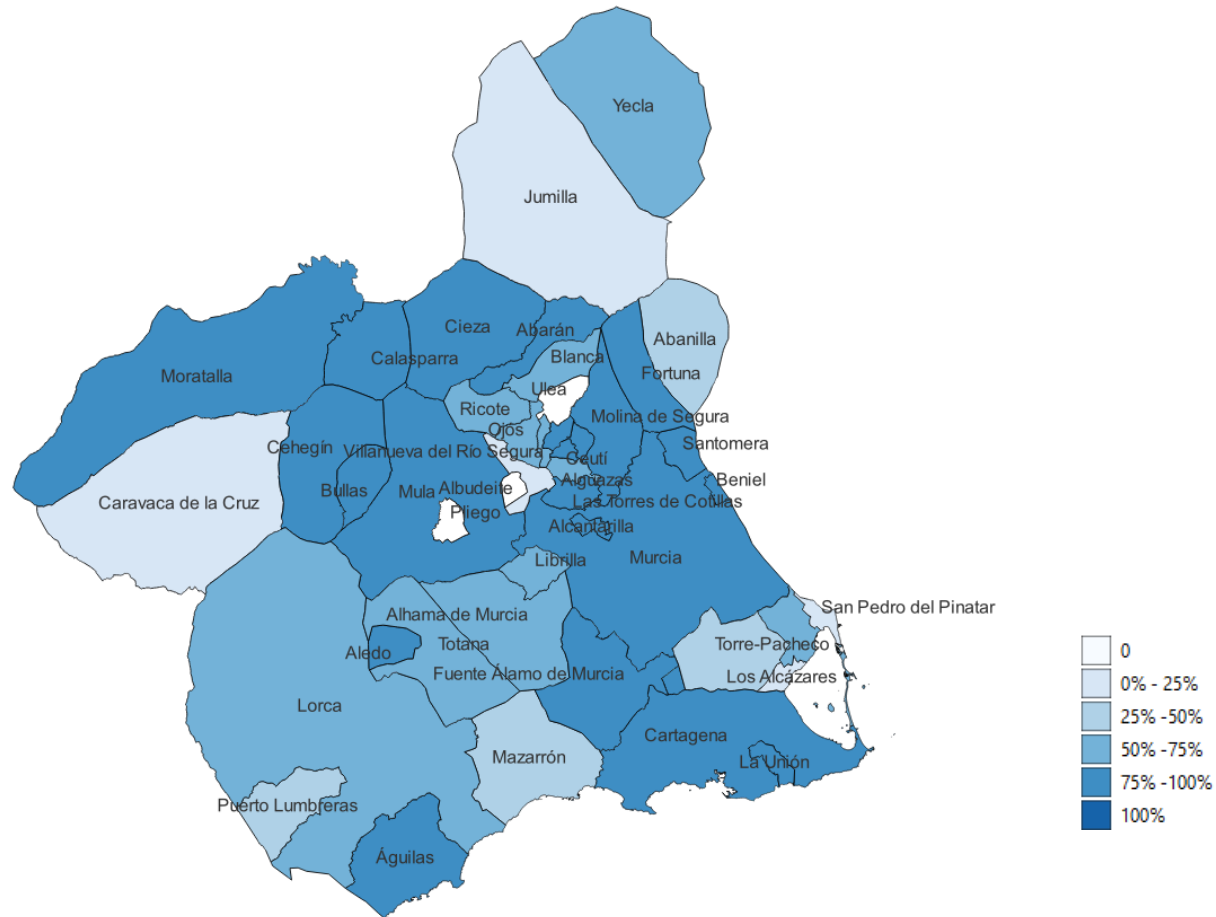 Yecla
Jumilla
Cieza
Abarán
Abanilla
Calasparra
Blanca
Moratalla
Fortuna
Ulea
Ricote
Molina de Segura
Ojós
Cehegín
Villanueva del Río Segura
Santomera
Ceutí
Bullas
Mula
Albudeite
Alguazas
Beniel
Caravaca de la Cruz
Pliego
Las Torres de Cotillas
Alcantarilla
Librilla
Murcia
San Pedro del Pinatar
Alhama de Murcia
Totana
Torre-Pacheco
Aledo
Fuente Álamo de Murcia
Los Alcázares
Lorca
Cartagena
Mazarrón
La Unión
Puerto Lumbreras
Águilas
0
0% - 25%
25% -50%
50% -75%
75% -100%
100%